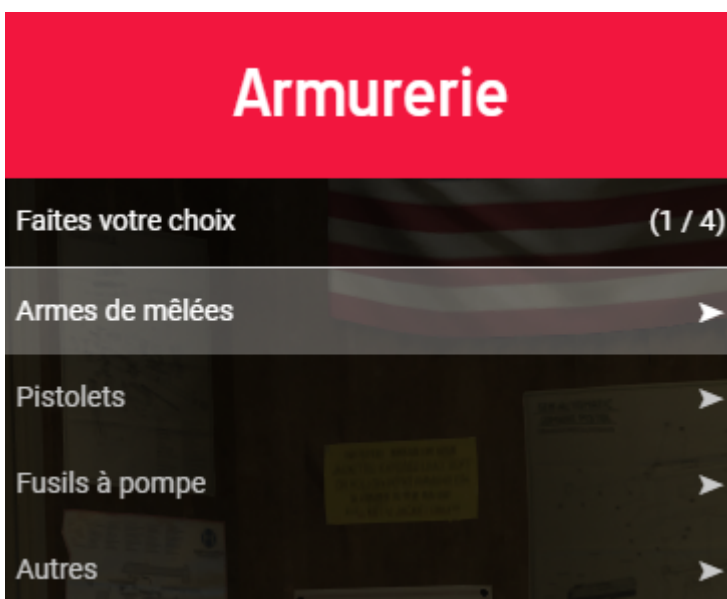 Armurerie
Faites votre choix (1 / 4)
Armes de mêlées
Pistolets
Fusils à pompe
Autres